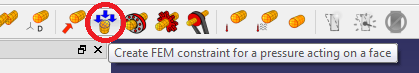 D
Create FEM constraint for a pressure acting on a face